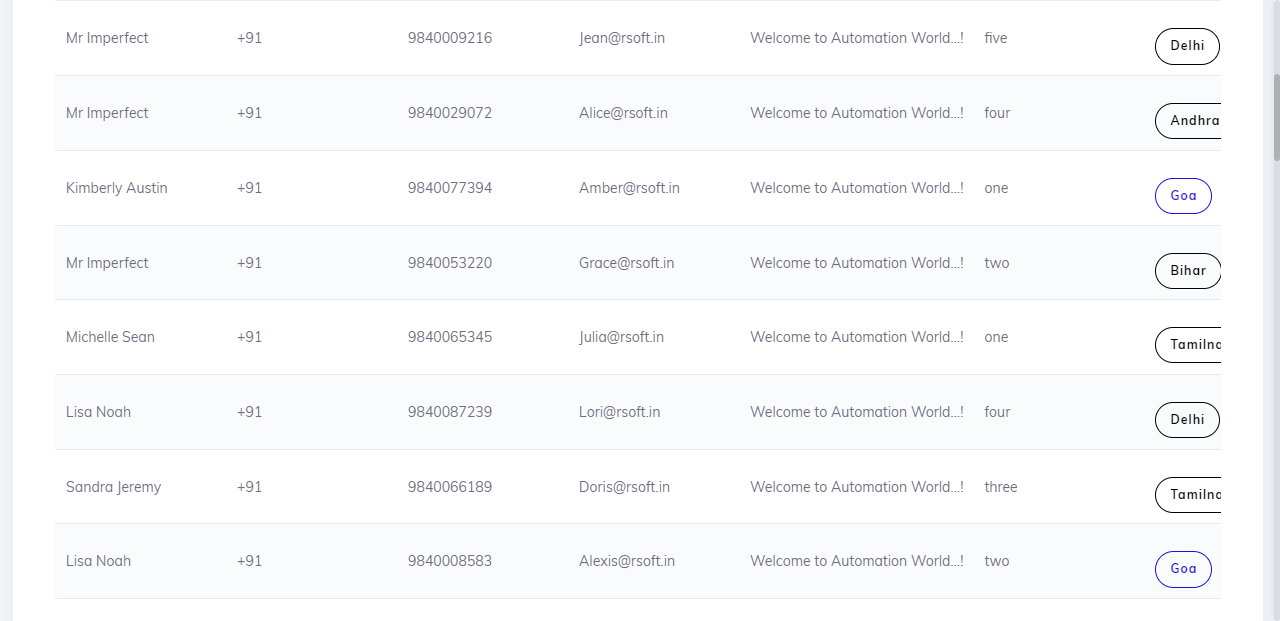 Mr Imperfect +91 9840009216 Jean@rsoft.in Welcome to Automation World...! five Delhi
Mr Imperfect +91 9840029072 Alice@rsoft.in Welcome to Automation World...! four Andhra
Kimberly Austin +91 9840077394 Amber@rsoft.in Welcome to Automation World...! one Goa
Mr Imperfect +91 9840053220 Grace@rsoft.in Welcome to Automation World...! two Bihar
Michelle Sean +91 9840065345 Julia@rsoft.in Welcome to Automation World...! one Tamilna
Lisa Noah +91 9840087239 Lori@rsoft.in Welcome to Automation World...! four Delhi
Sandra Jeremy +91 9840066189 Doris@rsoft.in Welcome to Automation World...! three Tamilna
Lisa Noah +91 9840008583 Alexis@rsoft.in Welcome to Automation World...! two Goa